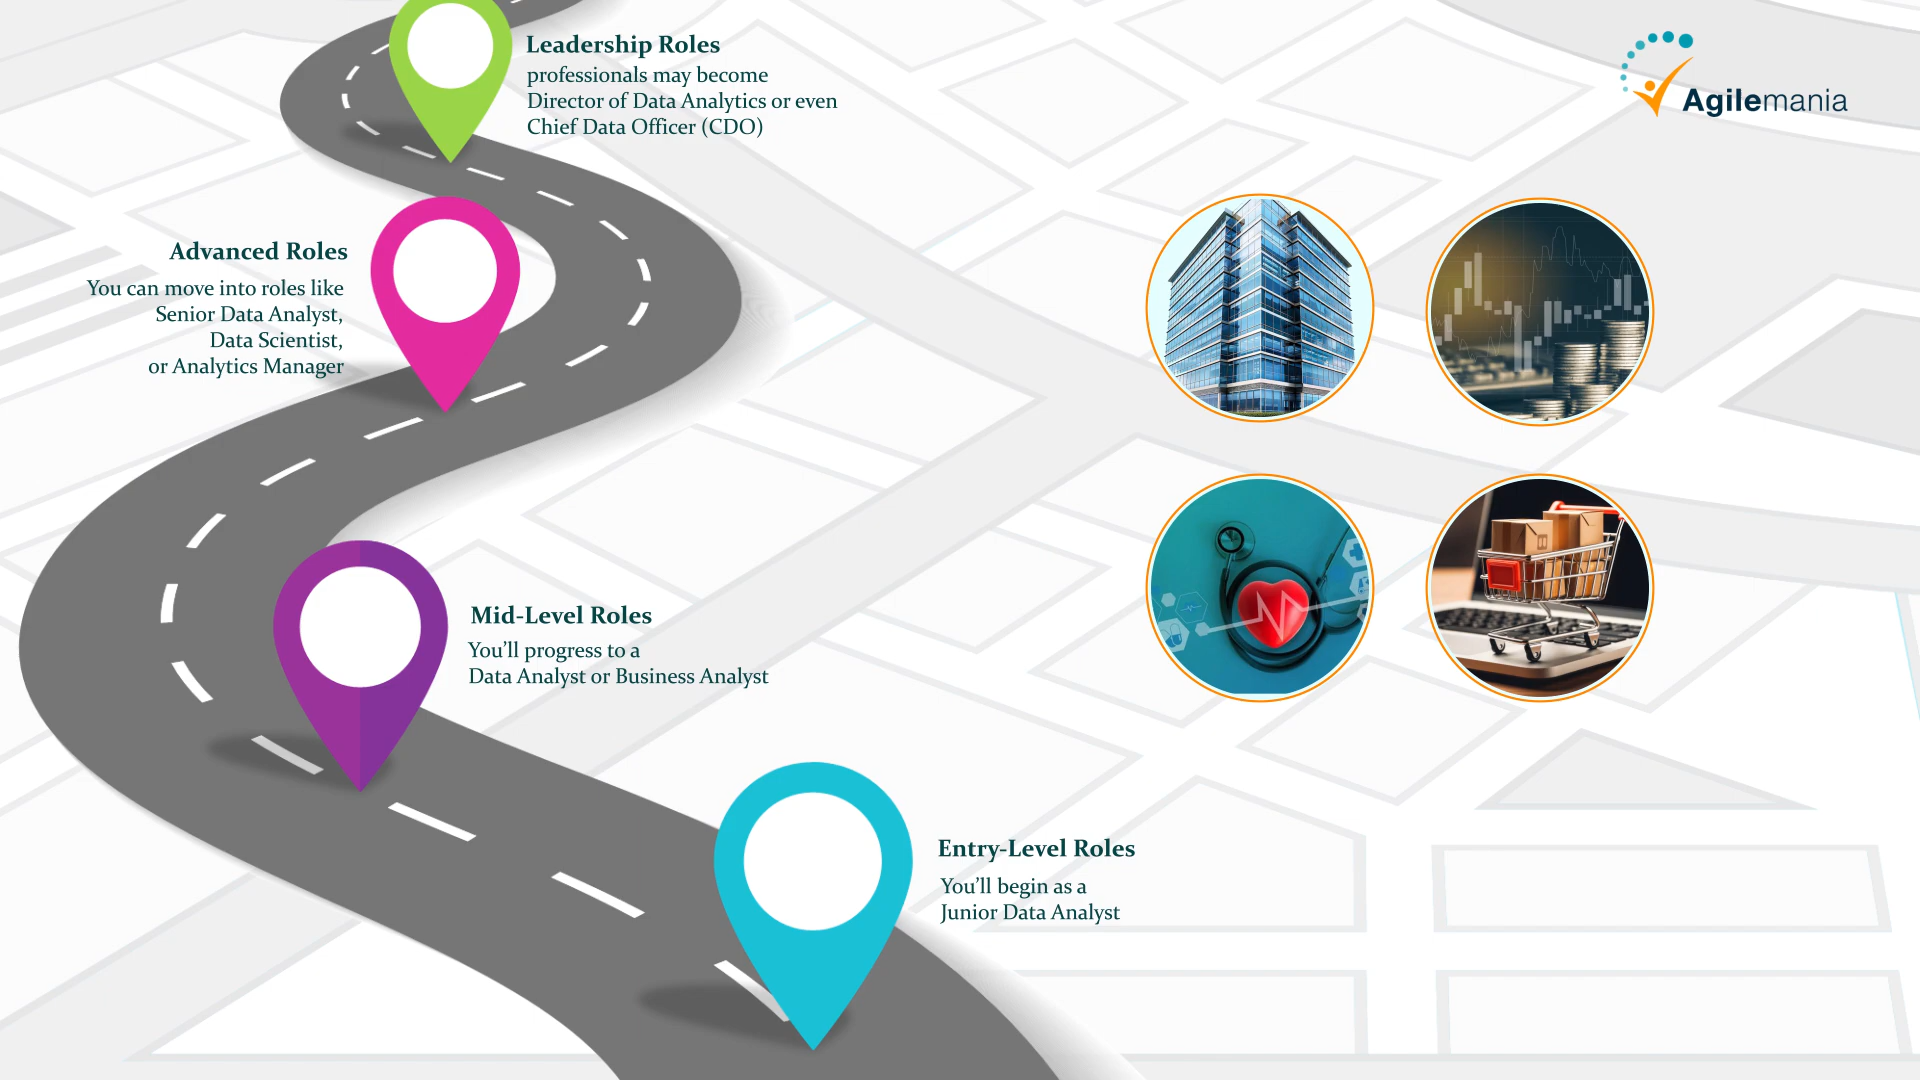 Leadership Roles
professionals may become
Director of Data Analytics or even
Chief Data Officer (CDO)
Agilemania
Advanced Roles
You can move into roles like
Senior Data Analyst,
Data Scientist,
or Analytics Manager
Mid-Level Roles
You'll progress to a
Data Analyst or Business Analyst
Entry-Level Roles
You'll begin as a
Junior Data Analyst